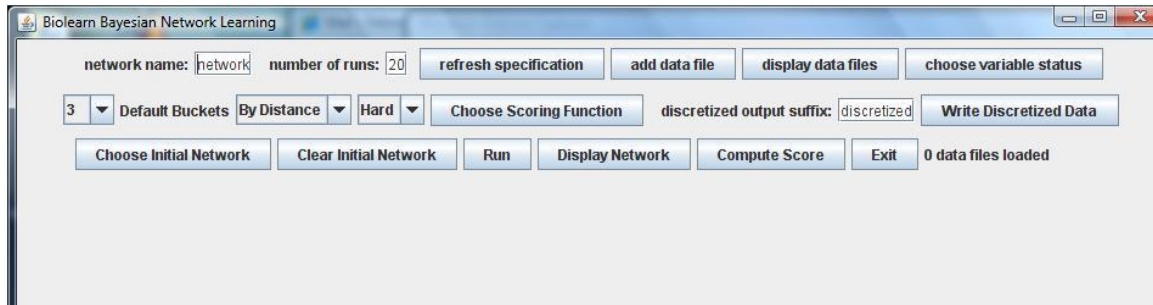 Biolearn Bayesian Network Learning
network name: network number of runs: 20 refresh specification add data file display data files choose variable status
3 Default Buckets By Distance Hard Choose Scoring Function discretized output suffix: discretized Write Discretized Data
Choose Initial Network Clear Initial Network Run Display Network Compute Score Exit 0 data files loaded